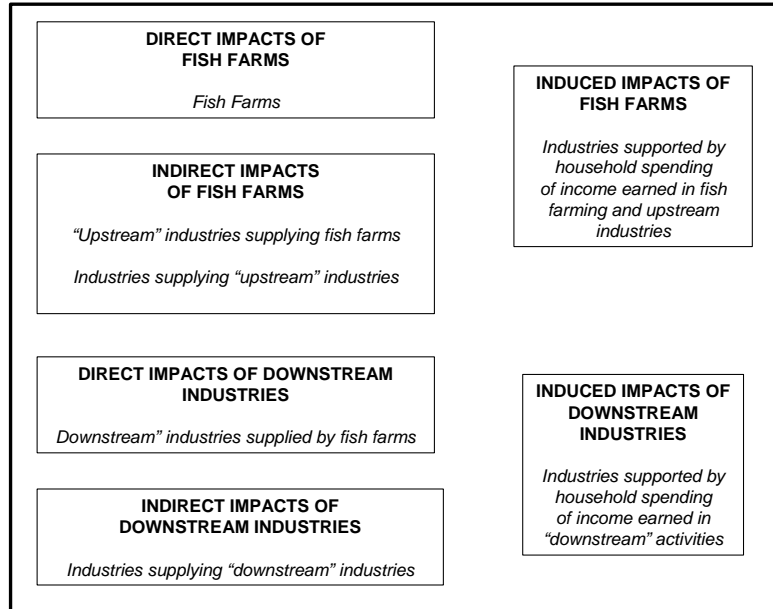 DIRECT IMPACTS OF
FISH FARMS
Fish Farms
INDIRECT IMPACTS
OF FISH FARMS
“Upstream” industries supplying fish farms
Industries supplying “upstream” industries
DIRECT IMPACTS OF DOWNSTREAM
INDUSTRIES
Downstream” industries supplied by fish farms
INDIRECT IMPACTS OF
DOWNSTREAM INDUSTRIES
Industries supplying “downstream” industries
INDUCED IMPACTS OF
FISH FARMS
Industries supported by
household spending
of income earned in fish
farming and upstream
industries
INDUCED IMPACTS OF
DOWNSTREAM
INDUSTRIES
Industries supported by
household spending
of income earned in
“downstream” activities